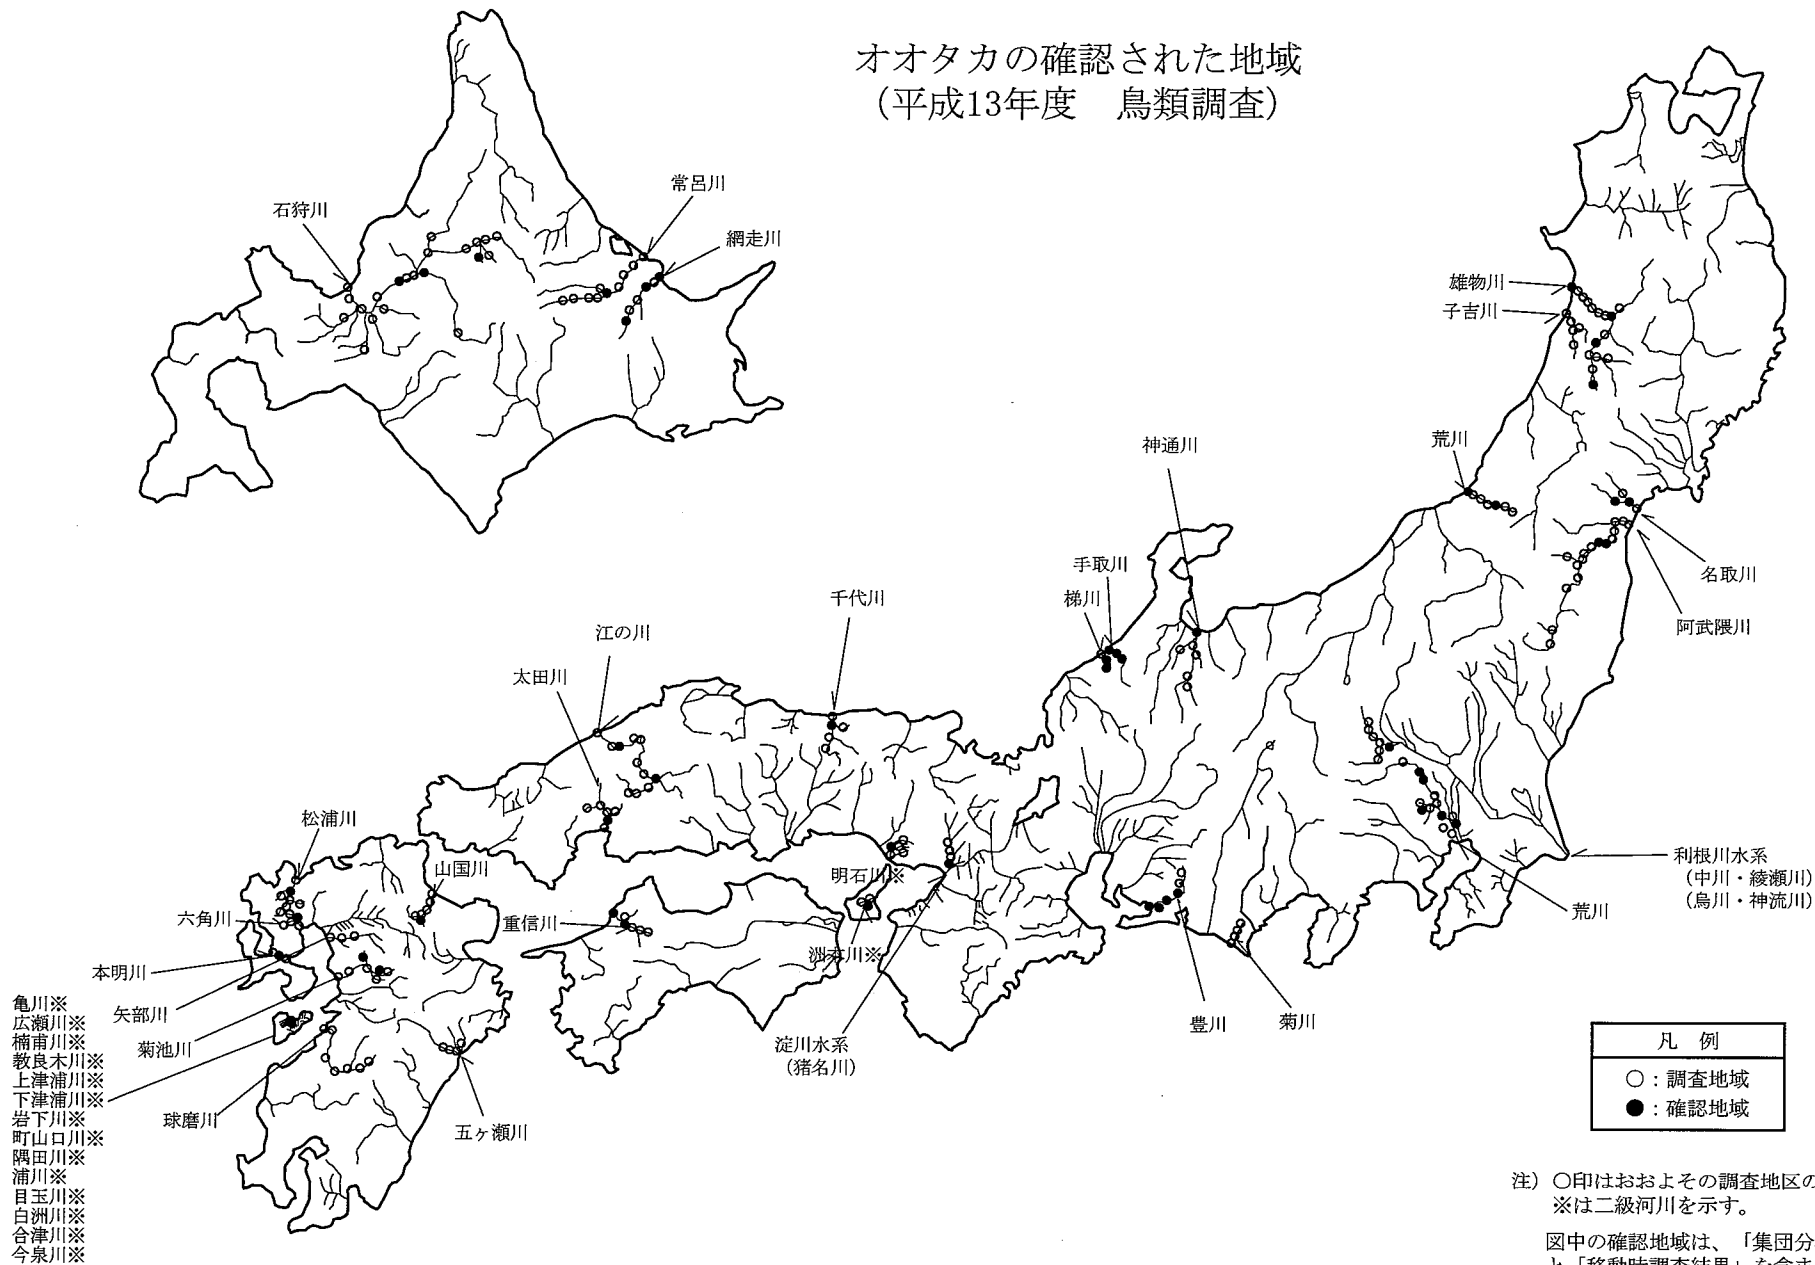 オオタカの確認された地域
（平成13年度　鳥類調査）
常呂川
石狩川
網走川
雄物川
子吉川
荒川
神通川
手取川
梯川
名取川
阿武隈川
千代川
江の川
太田川
松浦川
山国川
明石川※
利根川水系
（中川・綾瀬川）
（烏川・神流川）
荒川
六角川
重信川
洲本川※
本明川
矢部川
菊池川
豊川
菊川
淀川水系
（猪名川）
球磨川
五ヶ瀬川
亀川※
広瀬川※
楠甫川※
教良木川※
上津浦川※
下津浦川※
岩下川※
町山口川※
隅田川※
浦川※
目玉川※
白洲川※
合津川※
今泉川※
凡　例
○：調査地域
●：確認地域
注）○印はおおよその調査地区の
※は二級河川を示す。
図中の確認地域は、「集団分
と「移動時調査結果」を含ま